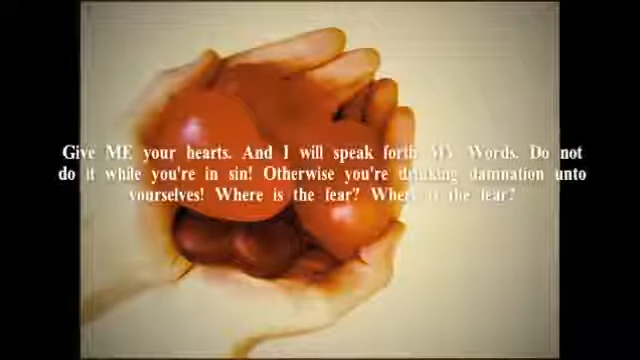 Give ME your hearts. And I will speak forth MY Words. Do not
do it while you're in sin! Otherwise you're drinking damnation unto
yourselves! Where is the fear? Where is the fear?